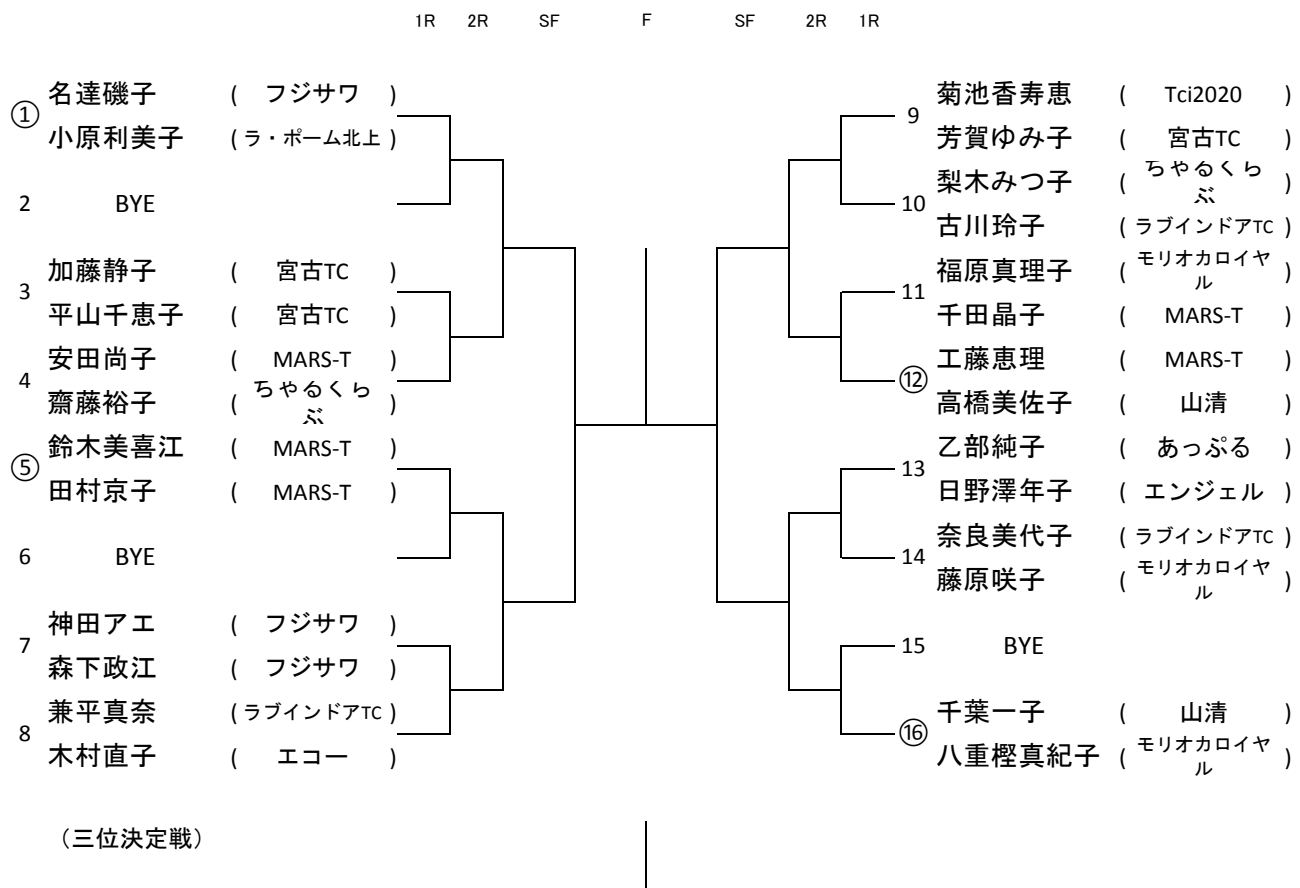 1R 2R SF F SF 2R 1R
① 名達磯子 ( フジサワ )
小原利美子 ( ラ・ポーム北上 )
2 BYE
3 加藤静子 ( 宮古TC )
平山千恵子 ( 宮古TC )
4 安田尚子 ( MARS-T )
齋藤裕子 ( ちゃるくらぶ )
⑤ 鈴木美喜江 ( MARS-T )
田村京子 ( MARS-T )
6 BYE
7 神田アエ ( フジサワ )
森下政江 ( フジサワ )
8 兼平真奈 ( ラブインドアTC )
木村直子 ( エコー )
9 菊池香寿恵 ( Tci2020 )
芳賀ゆみ子 ( 宮古TC )
10 梨木みつ子 ( ちゃるくらぶ )
古川玲子 ( ラブインドアTC )
11 福原真理子 ( モリオカロイヤル )
千田晶子 ( MARS-T )
⑫ 工藤恵理 ( MARS-T )
高橋美佐子 ( 山清 )
13 乙部純子 ( あっぷる )
日野澤年子 ( エンジェル )
14 奈良美代子 ( ラブインドアTC )
藤原咲子 ( モリオカロイヤル )
15 BYE
⑯ 千葉一子 ( 山清 )
八重樫真紀子 ( モリオカロイヤル )
（三位決定戦）